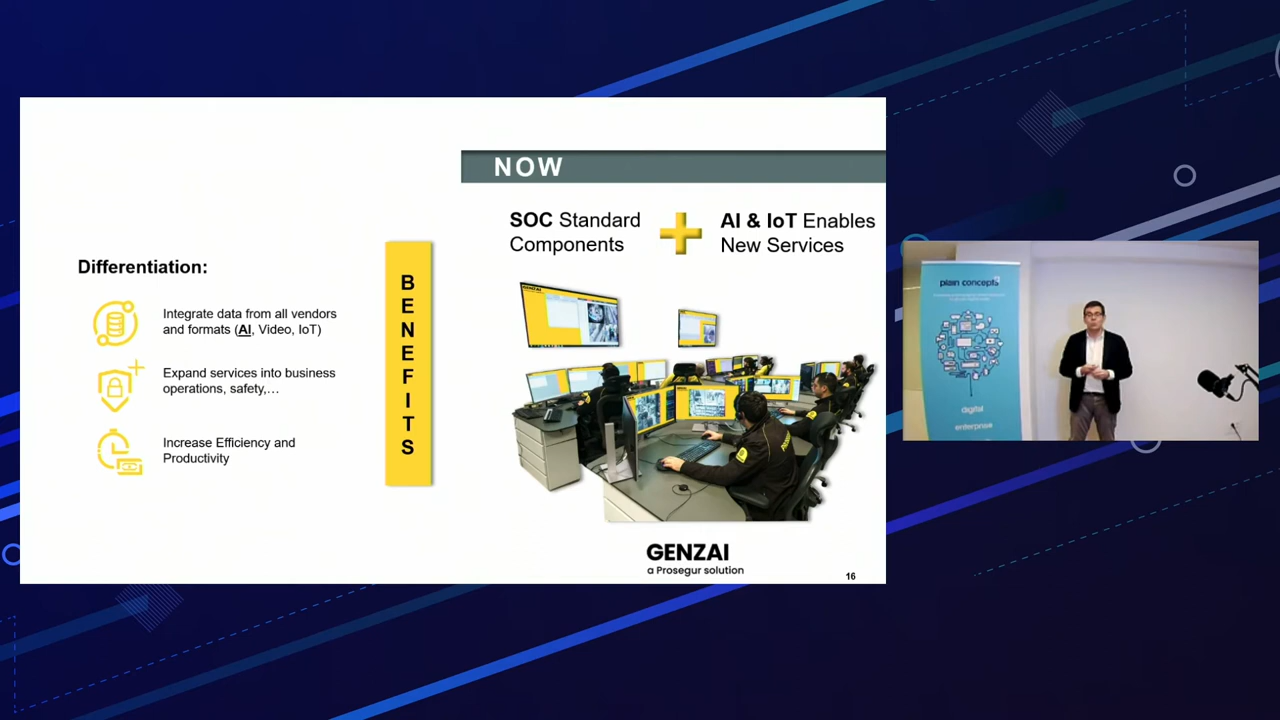 NOW
SOC Standard
Components
AI & IoT Enables
New Services
Differentiation:
Integrate data from all vendors
and formats (AI, Video, IoT)
Expand services into business
operations, safety,...
Increase Efficiency and
Productivity
BENEFITS
GENZAI
GENZAI
a Prosegur solution
16
plain concepts
digital
enterprise